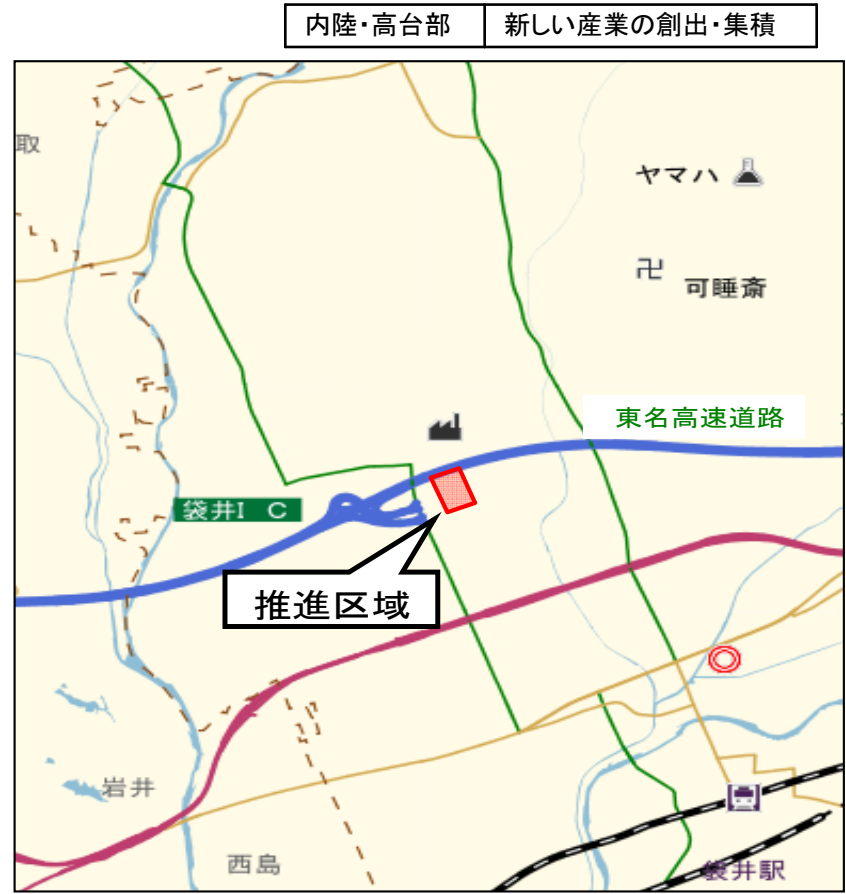 内陸・高台部 新しい産業の創出・集積
取
ヤマハ
卍
可睡斎
東名高速道路
袋井I C
推進区域
岩井
西島
袋井駅